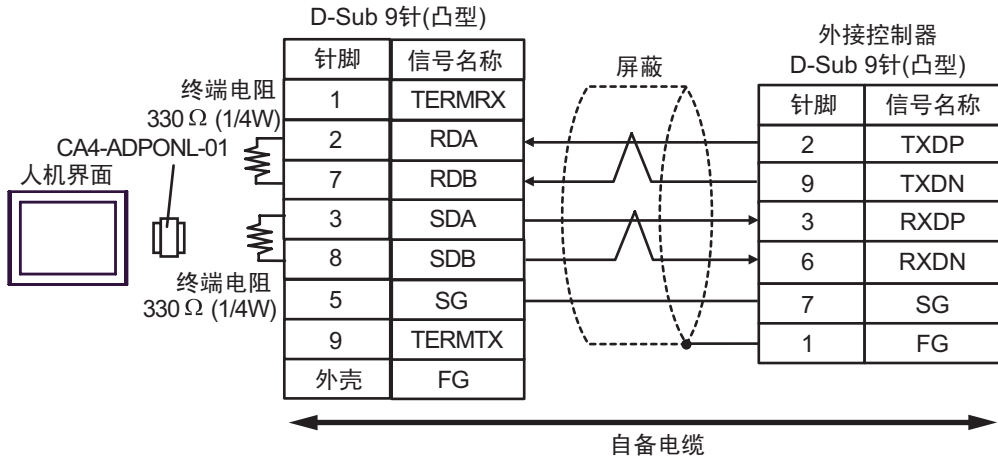 D-Sub 9针(凸型)
针脚 信号名称
1 TERMRX
2 RDA
7 RDB
3 SDA
8 SDB
5 SG
9 TERMTX
外壳 FG
终端电阻
330Ω (1/4W)
CA4-ADPONL-01
人机界面
终端电阻
330Ω (1/4W)
屏蔽
外接控制器
D-Sub 9针(凸型)
针脚 信号名称
2 TXDP
9 TXDN
3 RXDP
6 RXDN
7 SG
1 FG
自备电缆